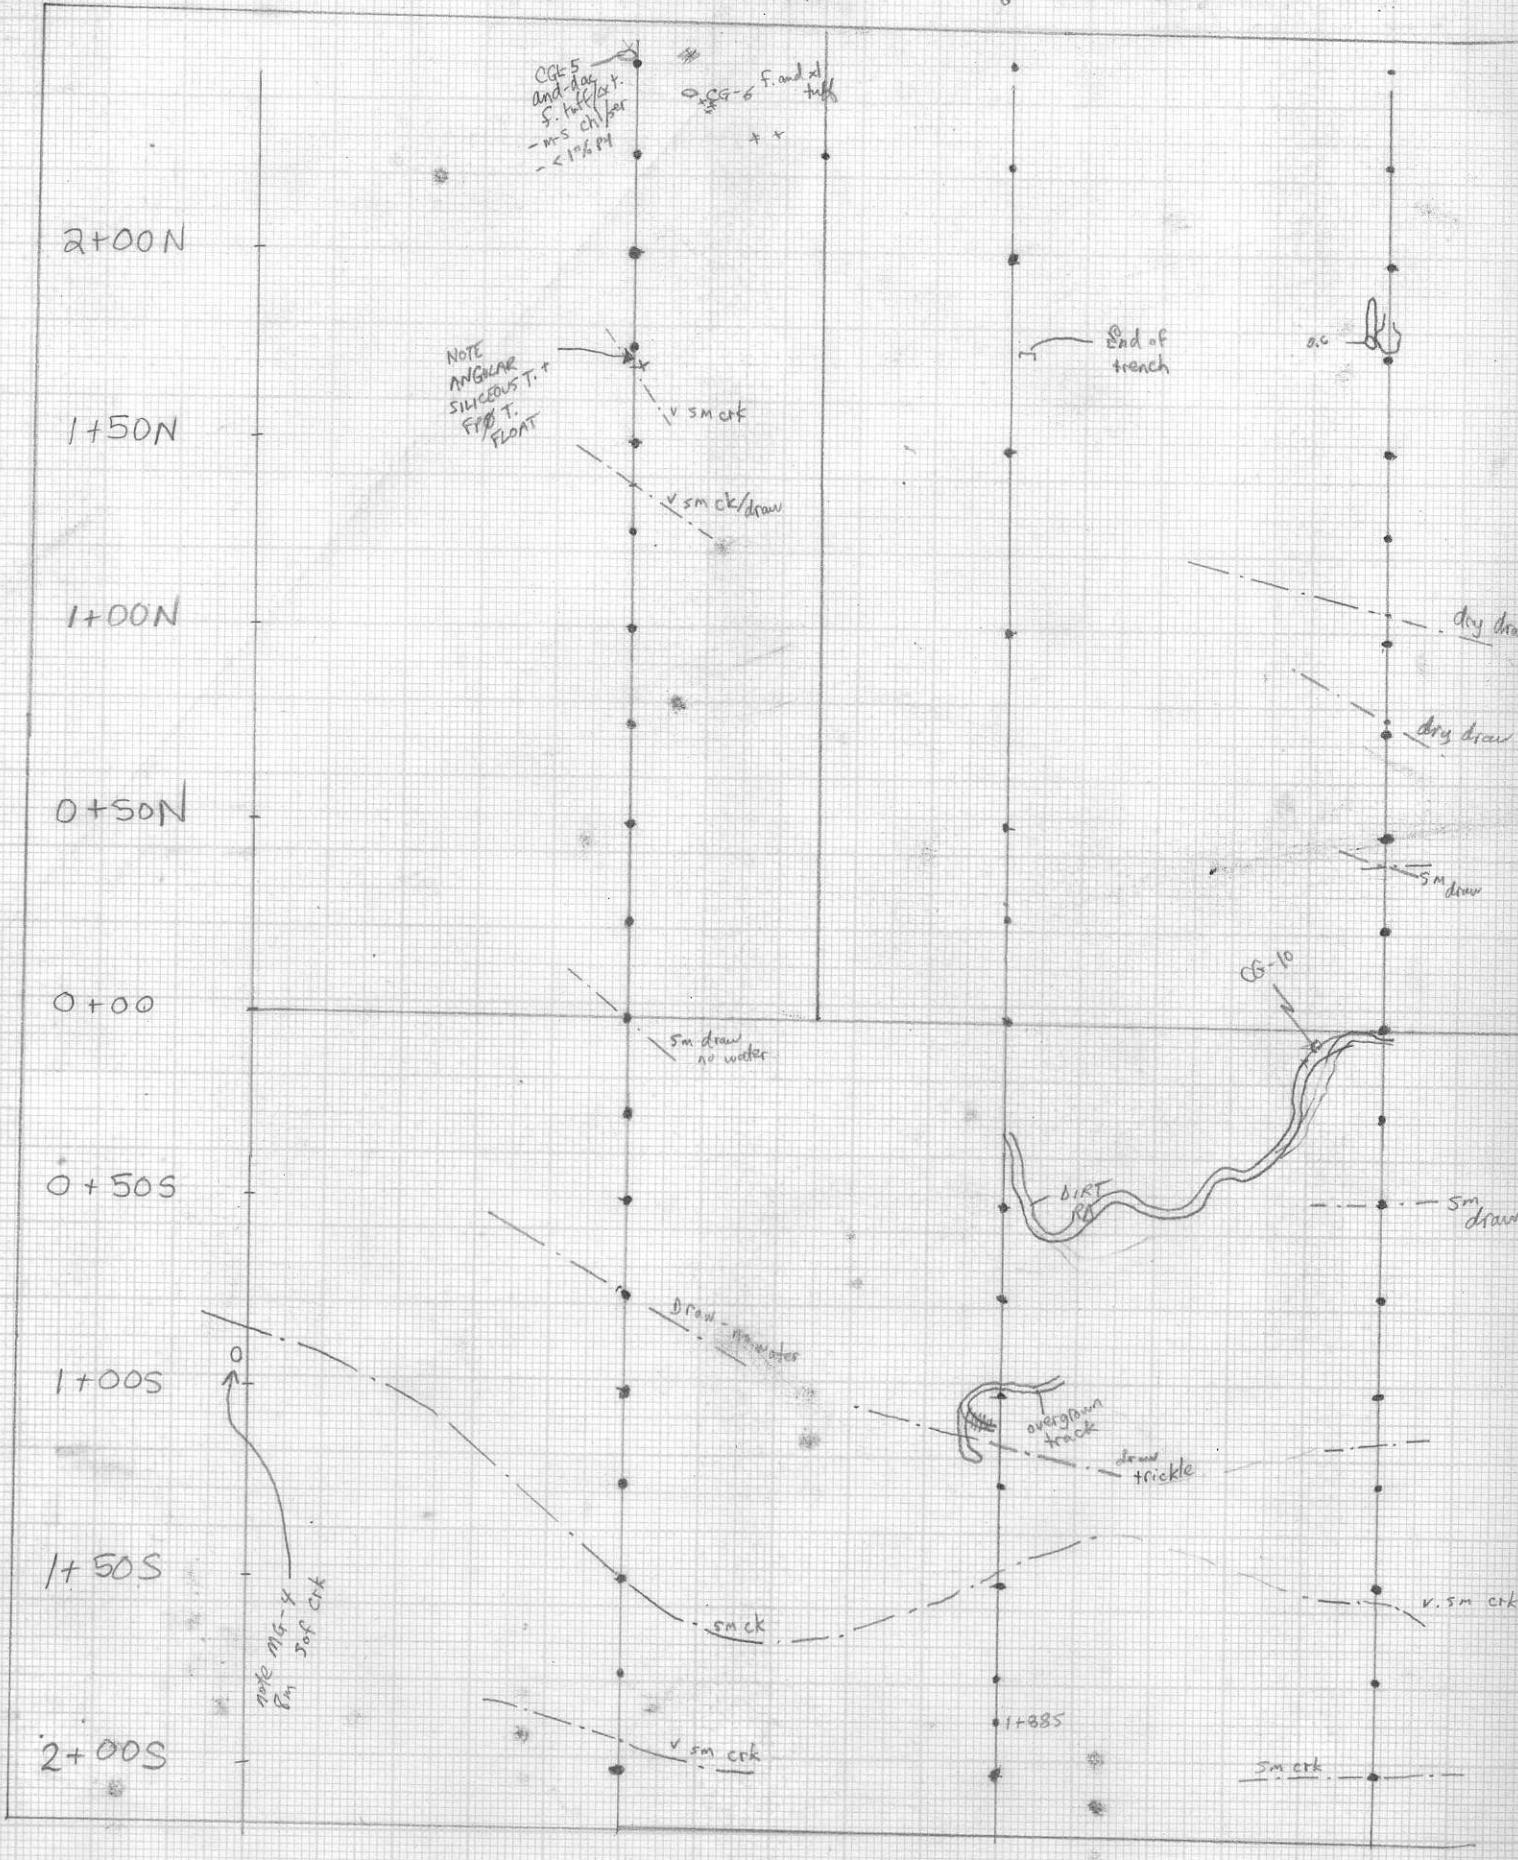 CGL-5
and-dac
f. tuff/xt.
- m-s chl/ser
- <1% py
CG-6 f. and xl
tuff
2+00N
NOTE
ANGULAR
SILICEOUS T. +
T.
FLOAT
v sm crk
End of
trench
o.c
1+50N
v sm ck/draw
1+00N
dry dra
dry draw
0+50N
sm
draw
CG-10
0+00
sm draw
no water
0+50S
DIRT
RD
sm
draw
Draw - no water
1+00S
overgrown
track
draw
trickle
1+50S
sm ck
v. sm crk
note MG-4
8m S of Crk
1+88S
2+00S
v sm crk
sm crk